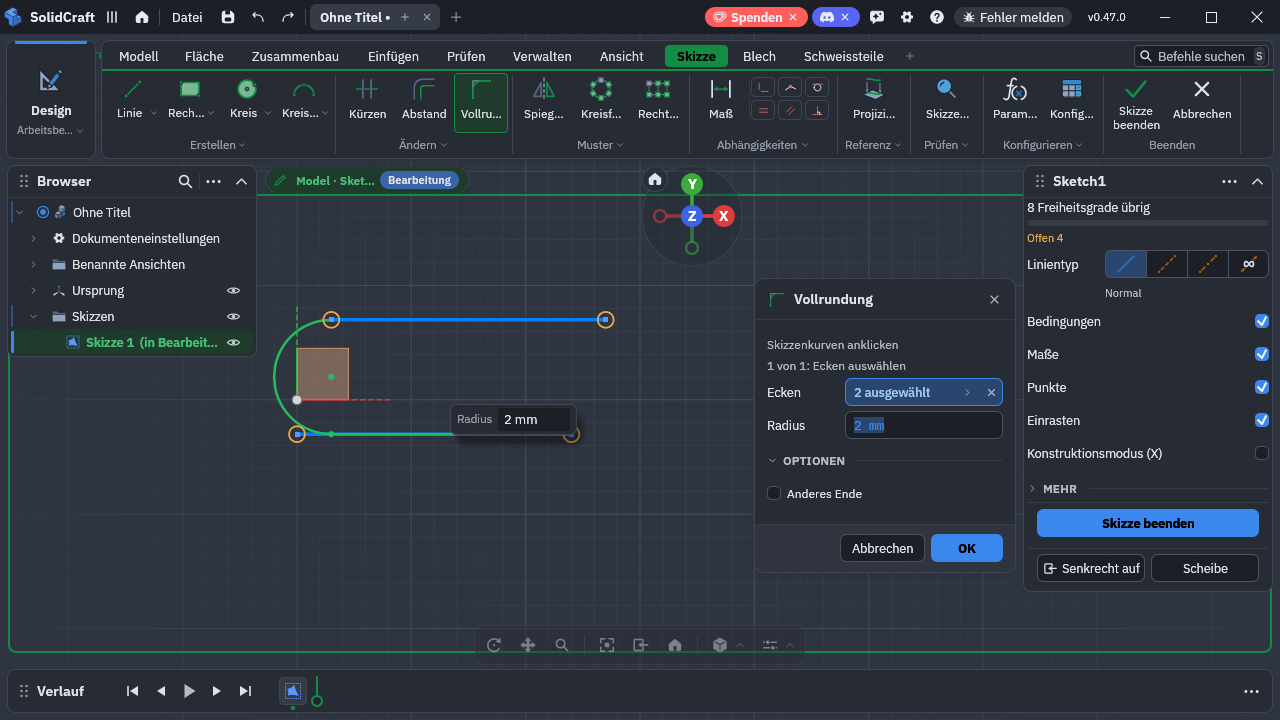 SolidCraft
Datei
Ohne Titel •
Spenden
Fehler melden
v0.47.0
Design
Arbeitsbe...
Modell
Fläche
Zusammenbau
Einfügen
Prüfen
Verwalten
Ansicht
Skizze
Blech
Schweissteile
Befehle suchen
S
Linie
Rech...
Kreis
Kreis...
Kürzen
Abstand
Vollru...
Spieg...
Kreisf...
Recht...
Maß
Projizi...
Skizze...
Param...
Konfig...
Skizze beenden
Abbrechen
Erstellen
Ändern
Muster
Abhängigkeiten
Referenz
Prüfen
Konfigurieren
Beenden
Browser
Ohne Titel
Dokumenteneinstellungen
Benannte Ansichten
Ursprung
Skizzen
Skizze 1 (in Bearbeit...
Model · Sket...
Bearbeitung
Y
Z
X
Radius
2 mm
Vollrundung
Skizzenkurven anklicken
1 von 1: Ecken auswählen
Ecken
2 ausgewählt
Radius
2 mm
OPTIONEN
Anderes Ende
Abbrechen
OK
Sketch1
8 Freiheitsgrade übrig
Offen 4
Linientyp
Normal
Bedingungen
Maße
Punkte
Einrasten
Konstruktionsmodus (X)
MEHR
Skizze beenden
Senkrecht auf
Scheibe
Verlauf